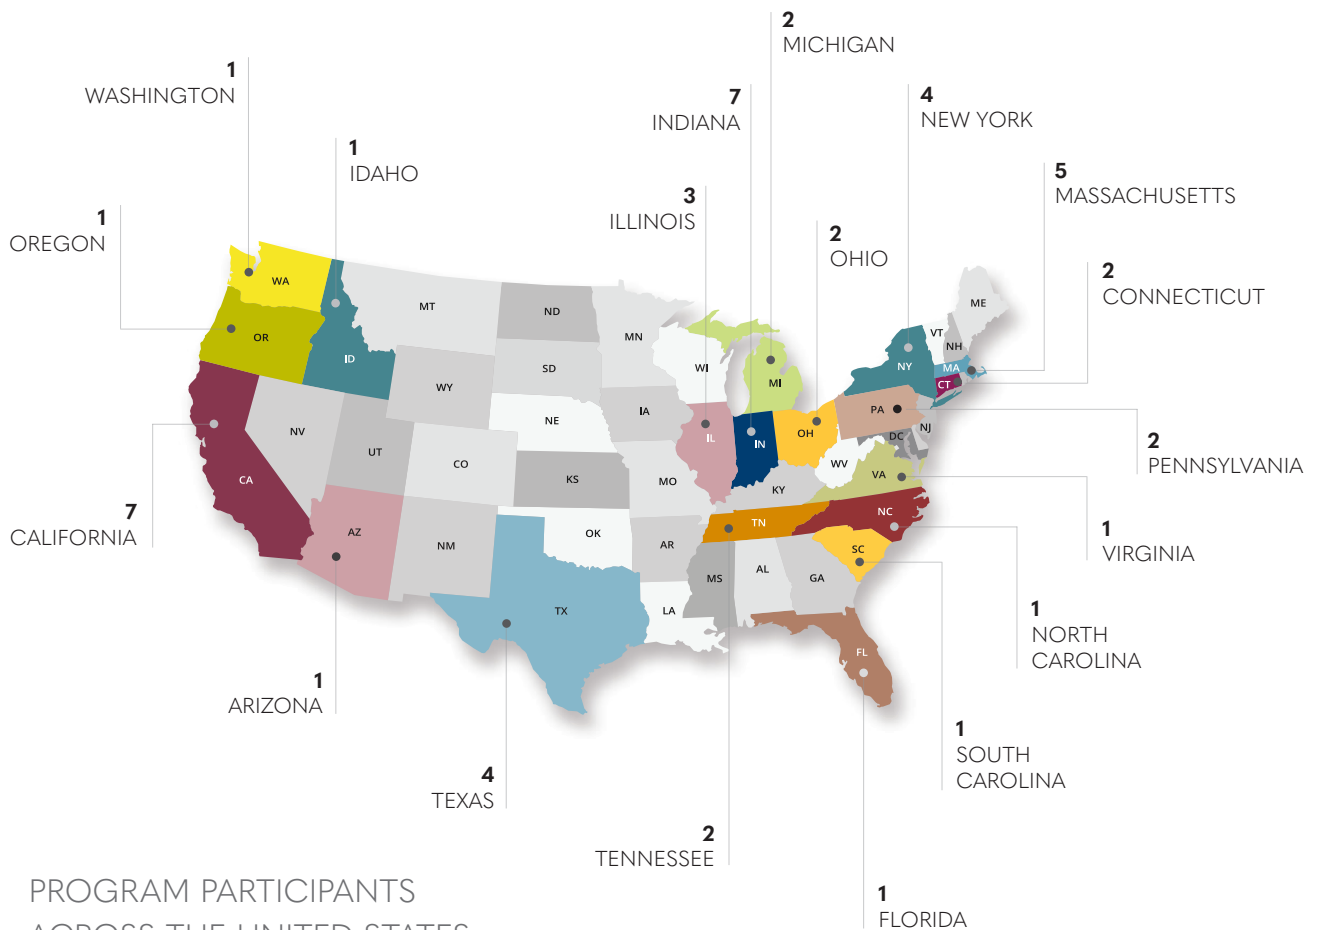 2
MICHIGAN
1
WASHINGTON
7
INDIANA
4
NEW YORK
1
IDAHO
5
MASSACHUSETTS
3
ILLINOIS
1
OREGON
2
OHIO
2
CONNECTICUT
WA
OR
ID
MT
ND
MN
SD
WY
WI
MI
NY
VT
NH
ME
MA
CT
NE
IA
IL
IN
OH
PA
NJ
DC
NV
UT
CO
KS
MO
KY
WV
VA
CA
AZ
NM
OK
AR
TN
NC
SC
MS
AL
GA
TX
LA
FL
2
PENNSYLVANIA
7
CALIFORNIA
1
VIRGINIA
1
NORTH
CAROLINA
1
ARIZONA
1
SOUTH
CAROLINA
4
TEXAS
2
TENNESSEE
1
FLORIDA
PROGRAM PARTICIPANTS
ACROSS THE UNITED STATES